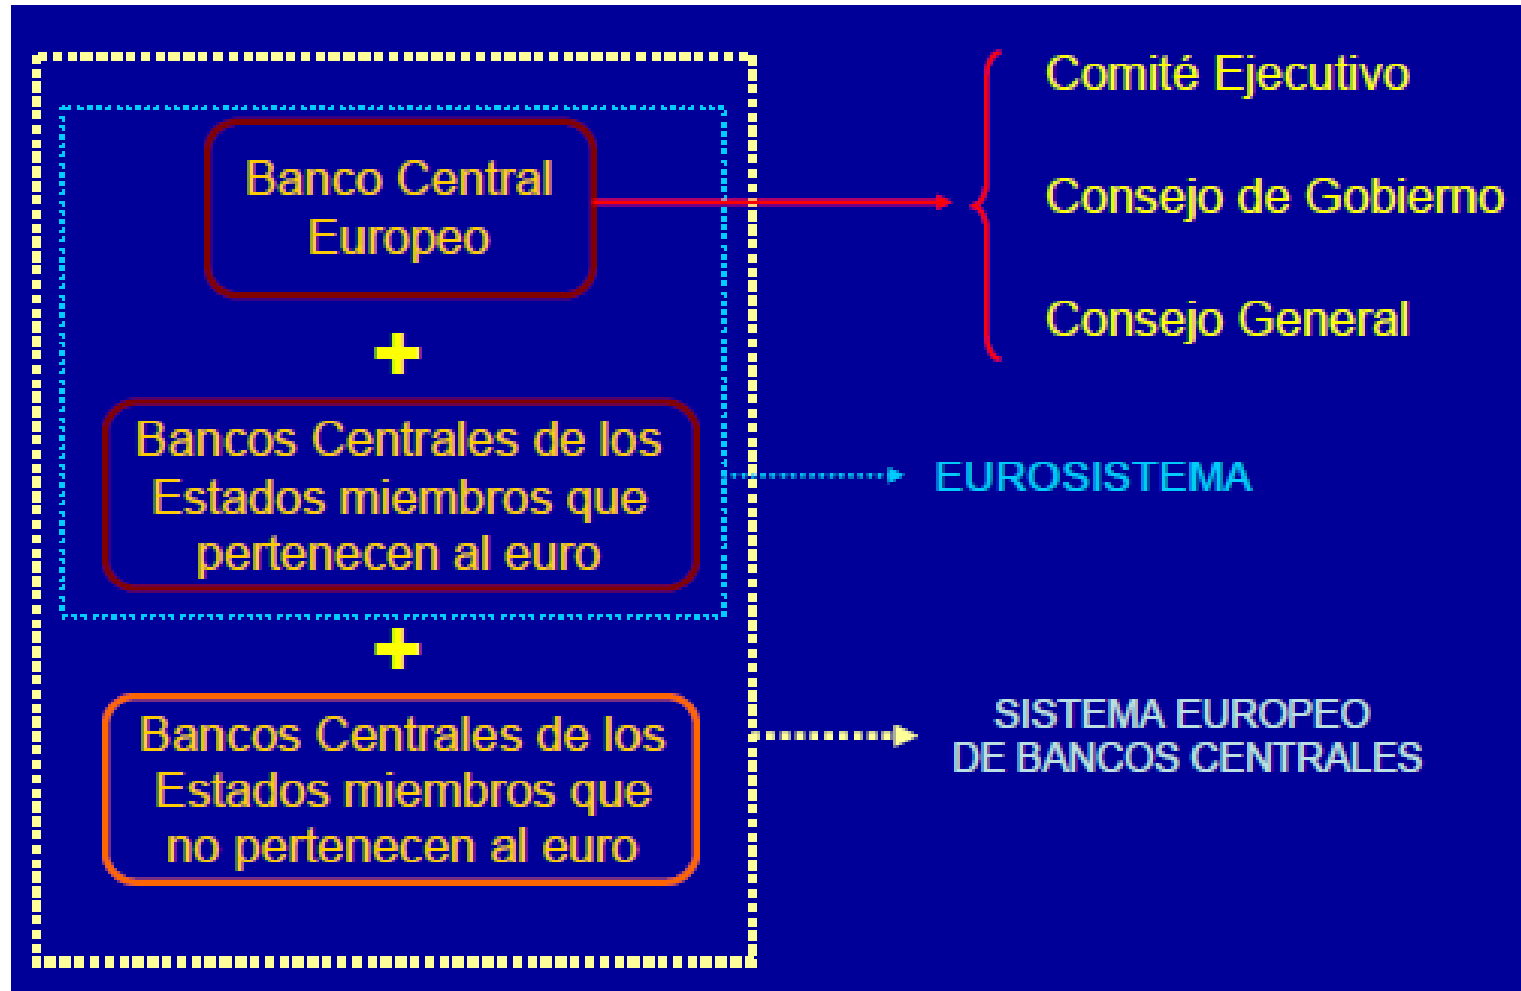 Banco Central
Europeo
+
Bancos Centrales de los
Estados miembros que
pertenecen al euro
+
Bancos Centrales de los
Estados miembros que
no pertenecen al euro
Comité Ejecutivo
Consejo de Gobierno
Consejo General
EUROSISTEMA
SISTEMA EUROPEO
DE BANCOS CENTRALES